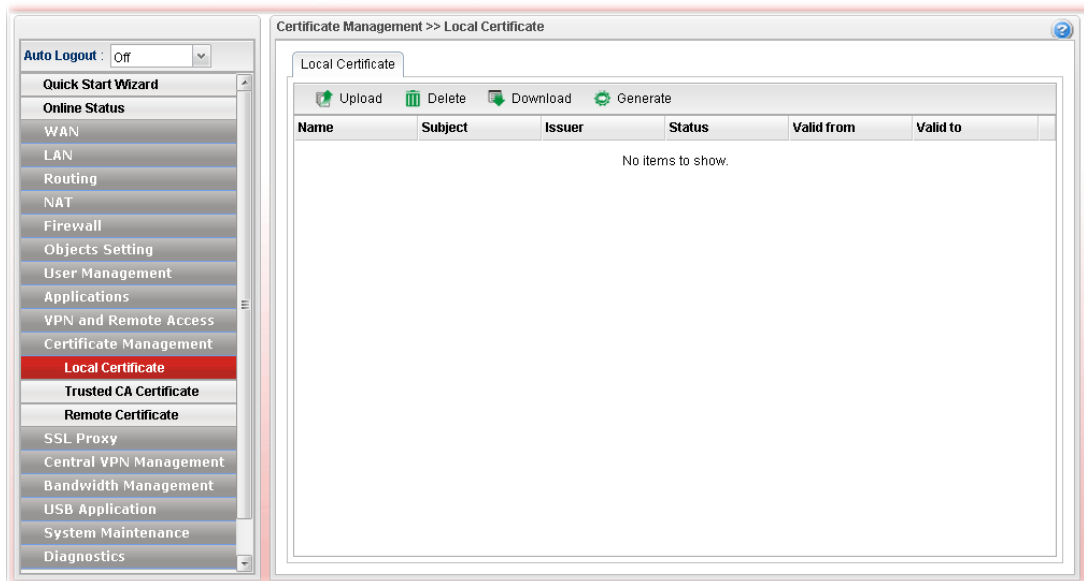 Auto Logout : Off
Quick Start Wizard
Online Status
WAN
LAN
Routing
NAT
Firewall
Objects Setting
User Management
Applications
VPN and Remote Access
Certificate Management
Local Certificate
Trusted CA Certificate
Remote Certificate
SSL Proxy
Central VPN Management
Bandwidth Management
USB Application
System Maintenance
Diagnostics
Certificate Management >> Local Certificate
?
Local Certificate
Upload Delete Download Generate
Name Subject Issuer Status Valid from Valid to
No items to show.